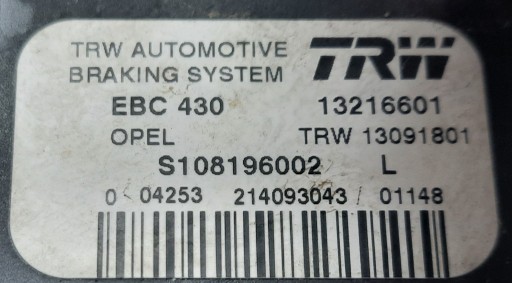 TRW AUTOMOTIVE TRW
BRAKING SYSTEM
EBC 430 13216601
OPEL TRW 13091801
S108196002 L
0 04253 214093043 01148